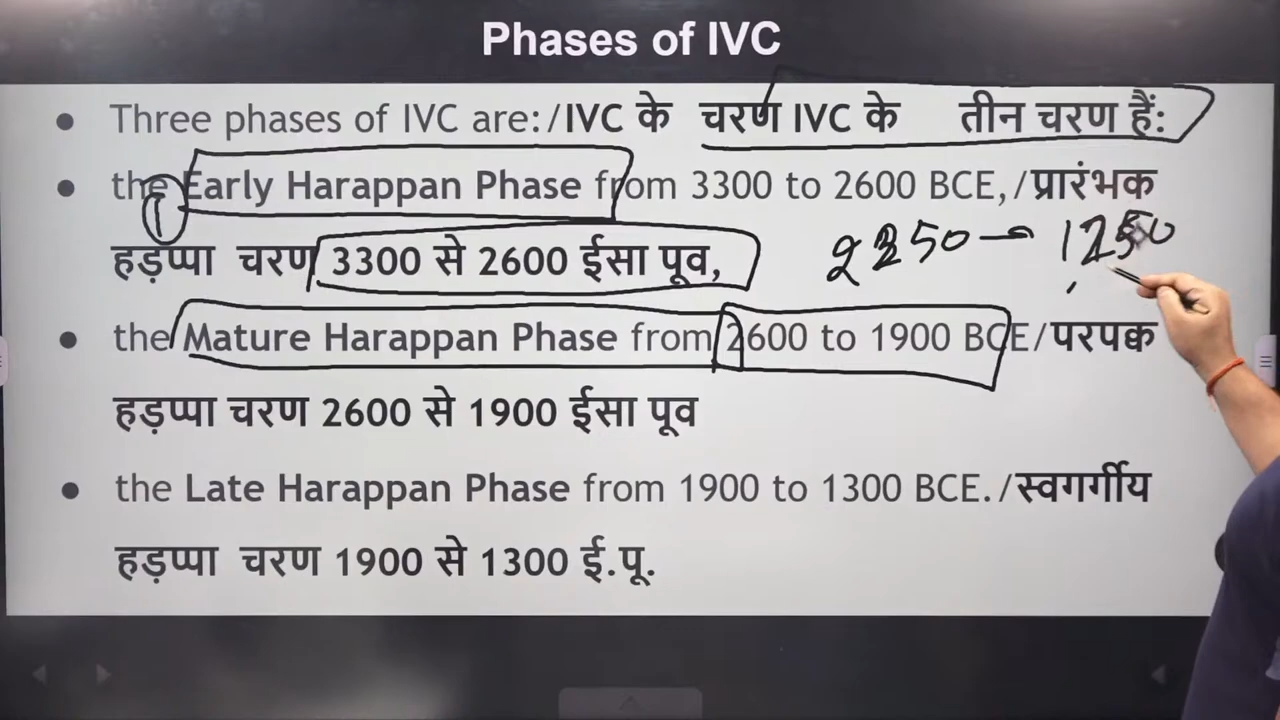 Phases of IVC
• Three phases of IVC are:/IVC के चरण IVC के तीन चरण हैं:
• the Early Harappan Phase from 3300 to 2600 BCE,/प्रारंभक
1
हड़प्पा चरण 3300 से 2600 ईसा पूव,
• the Mature Harappan Phase from 2600 to 1900 BCE/परपक्व
हड़प्पा चरण 2600 से 1900 ईसा पूव
• the Late Harappan Phase from 1900 to 1300 BCE./स्वगर्गीय
हड़प्पा चरण 1900 से 1300 ई.पू.